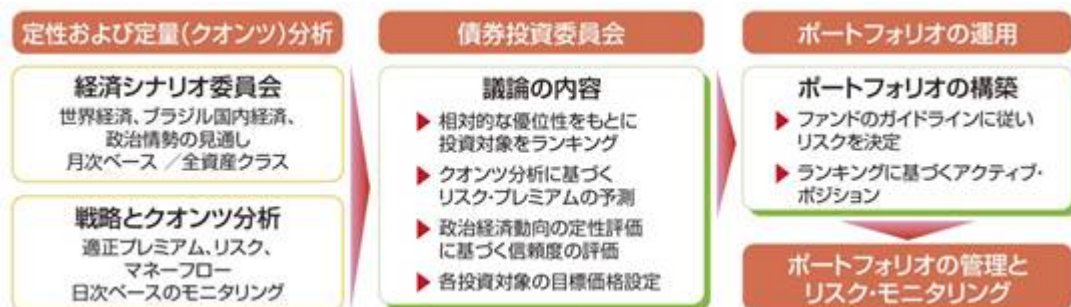 定性および定量(クオンツ)分析
経済シナリオ委員会
世界経済、ブラジル国内経済、
政治情勢の見通し
月次ベース ／全資産クラス
戦略とクオンツ分析
適正プレミアム、リスク、
マネーフロー
日次ベースのモニタリング
債券投資委員会
議論の内容
▶ 相対的な優位性をもとに
投資対象をランキング
▶ クオンツ分析に基づく
リスク・プレミアムの予測
▶ 政治経済動向の定性評価
に基づく信頼度の評価
▶ 各投資対象の目標価格設定
ポートフォリオの運用
ポートフォリオの構築
▶ ファンドのガイドラインに従い
リスクを決定
▶ ランキングに基づくアクティブ・
ポジション
ポートフォリオの管理と
リスク・モニタリング